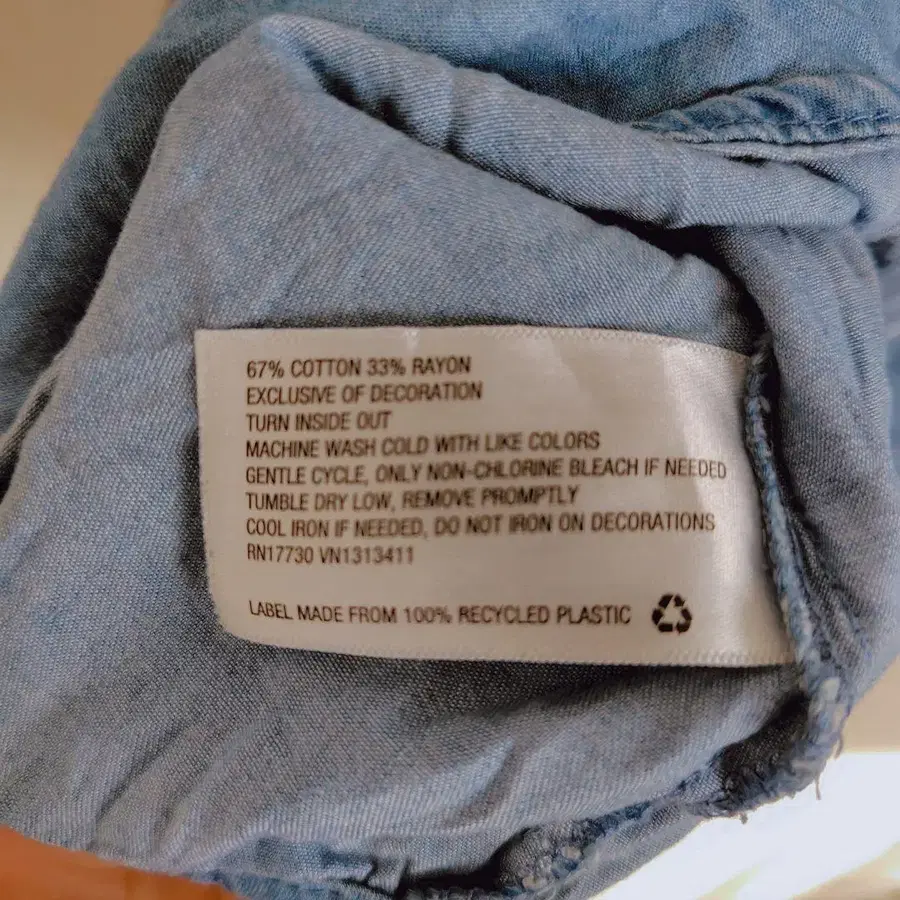 67% COTTON 33% RAYON
EXCLUSIVE OF DECORATION
TURN INSIDE OUT
MACHINE WASH COLD WITH LIKE COLORS
GENTLE CYCLE, ONLY NON-CHLORINE BLEACH IF NEEDED
TUMBLE DRY LOW, REMOVE PROMPTLY
COOL IRON IF NEEDED, DO NOT IRON ON DECORATIONS
RN17730 VN1313411
LABEL MADE FROM 100% RECYCLED PLASTIC